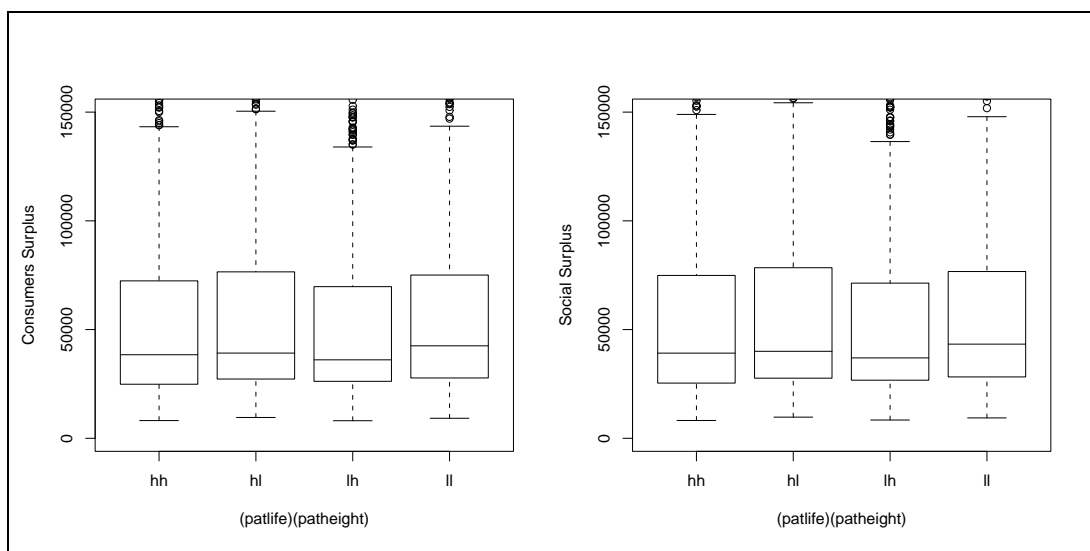 Consumers Surplus
150000
100000
50000
0
hh hl lh ll
(patlife)(patheight)
Social Surplus
150000
100000
50000
0
hh hl lh ll
(patlife)(patheight)